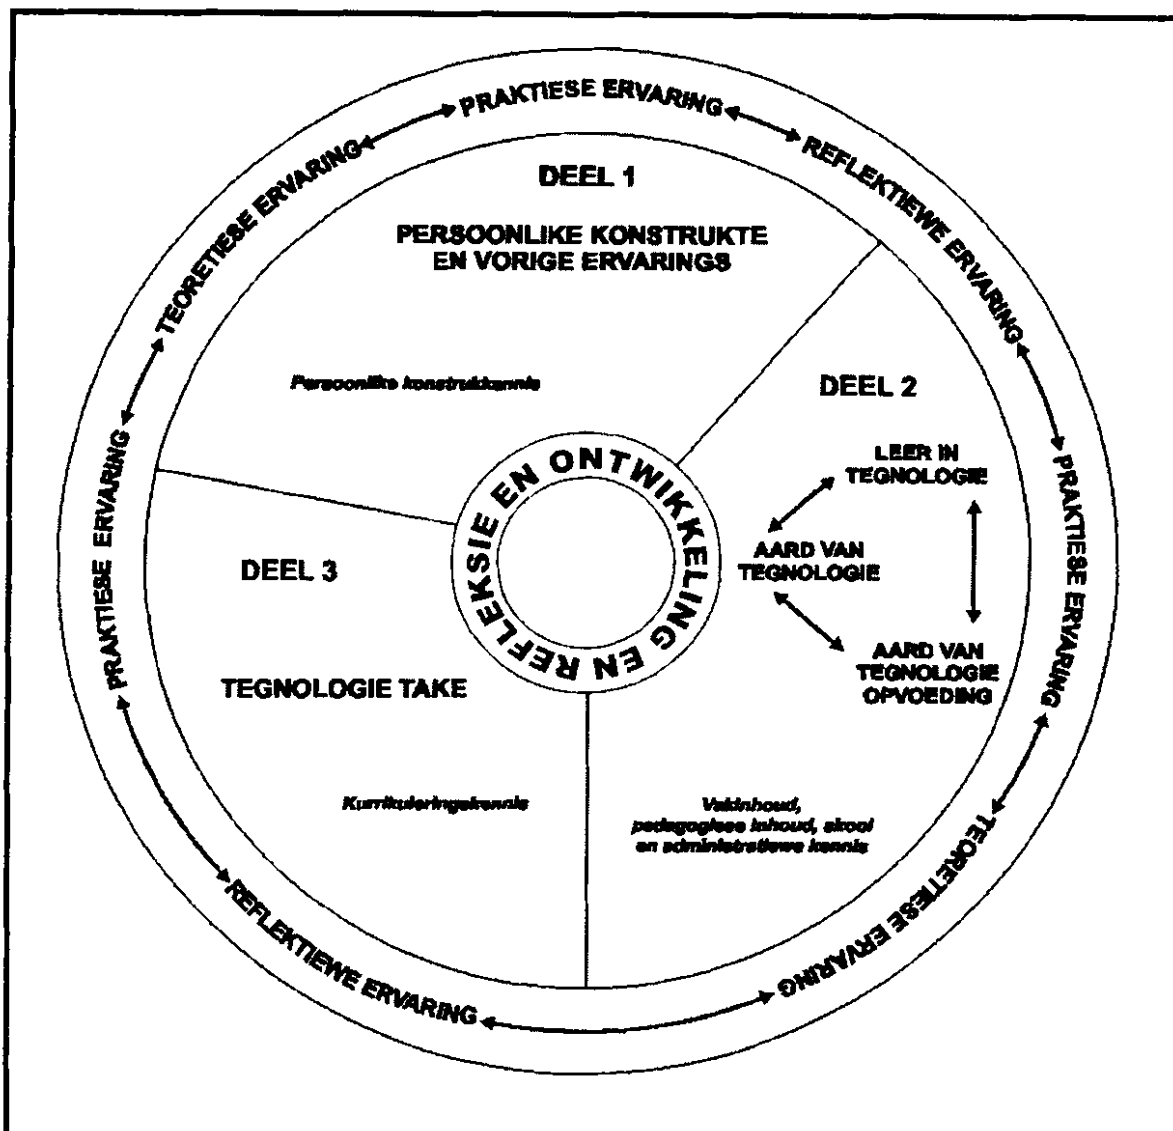 PRAKTIESE ERVARING
REFLEKTIEWE ERVARING
PRAKTIESE ERVARING
TEORETIESE ERVARING
REFLEKTIEWE ERVARING
PRAKTIESE ERVARING
TEORETIESE ERVARING
DEEL 1
PERSOONLIKE KONSTRUKTE
EN VORIGE ERVARINGS
Persoonlike konstrukkennis
DEEL 2
LEER IN
TEGNOLOGIE
AARD VAN
TEGNOLOGIE
AARD VAN
TEGNOLOGIE
OPVOEDING
Vakinhoud,
pedagogiese inhoud, skool
en administratiewe kennis
DEEL 3
TEGNOLOGIE TAKE
Kurrikuleringskennis
REFLEKSIE EN ONTWIKKELING EN